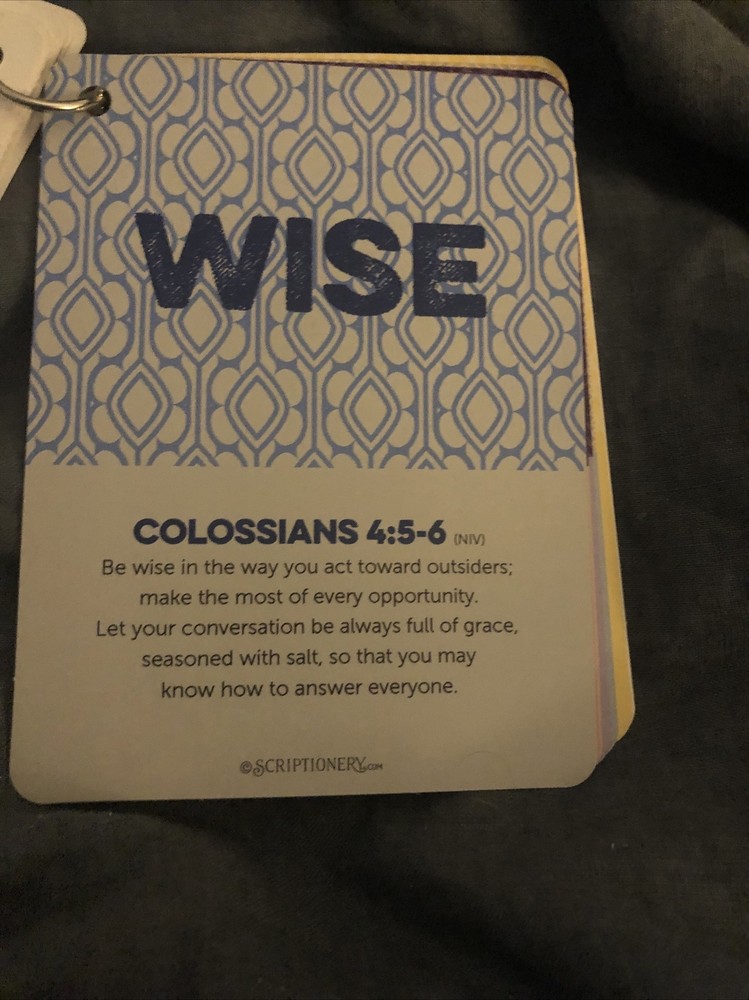 WISE
COLOSSIANS 4:5-6 (NIV)
Be wise in the way you act toward outsiders;
make the most of every opportunity.
Let your conversation be always full of grace,
seasoned with salt, so that you may
know how to answer everyone.
©SCRIPTIONERY.COM